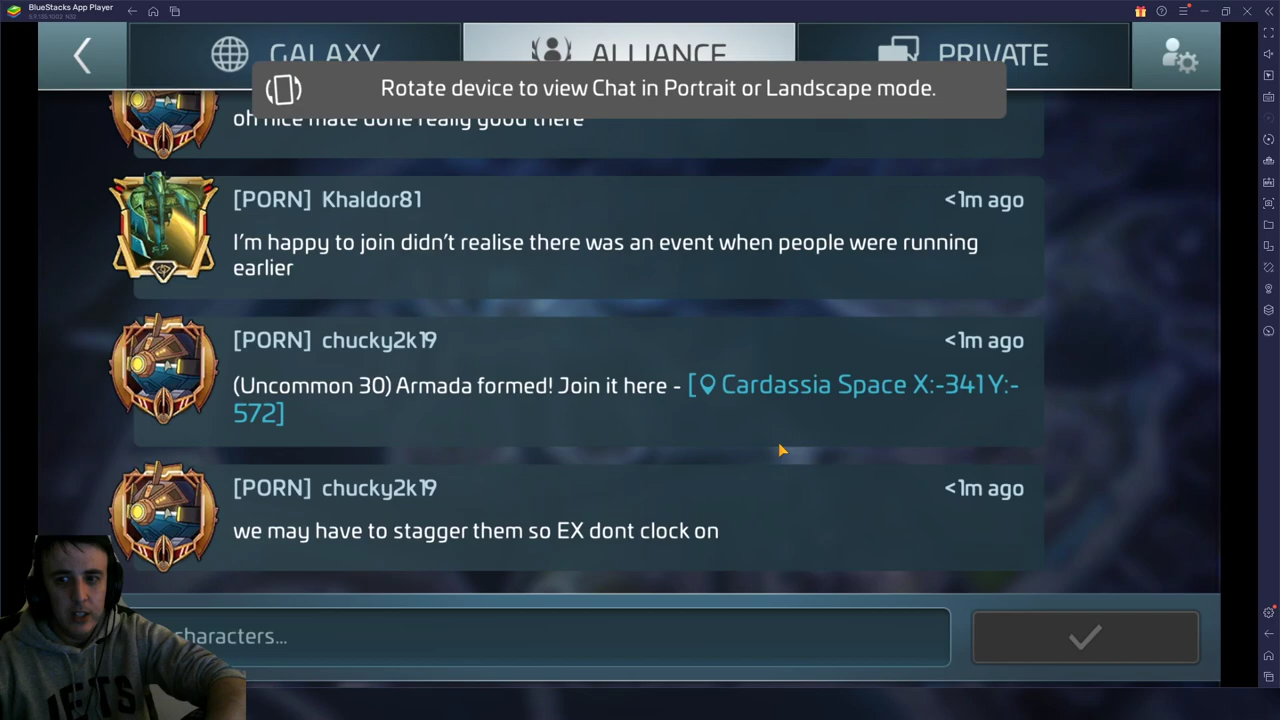 BlueStacks App Player
GALAXY
ALLIANCE
PRIVATE
Rotate device to view Chat in Portrait or Landscape mode.
oh nice mate done really good there
[PORN] Khaldor81
<1m ago
I'm happy to join didn't realise there was an event when people were running
earlier
[PORN] chucky2k19
<1m ago
(Uncommon 30) Armada formed! Join it here - [Cardassia Space X:-341 Y:-
572]
[PORN] chucky2k19
<1m ago
we may have to stagger them so EX dont clock on
characters...
JETS